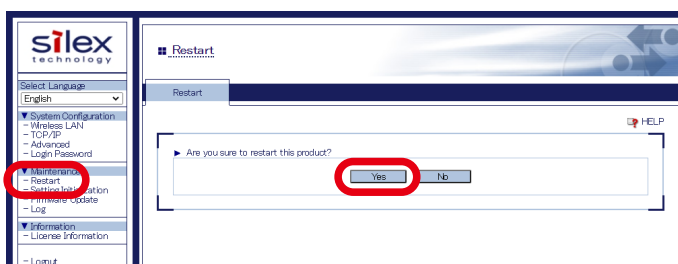 silex
technology
Select Language
English
▼ System Configuration
- Wireless LAN
- TCP/IP
- Advanced
- Login Password
▼ Maintenance
- Restart
- Setting Initialization
- Firmware Update
- Log
▼ Information
- License Information
- Logout
Restart
Restart
HELP
Are you sure to restart this product?
Yes No